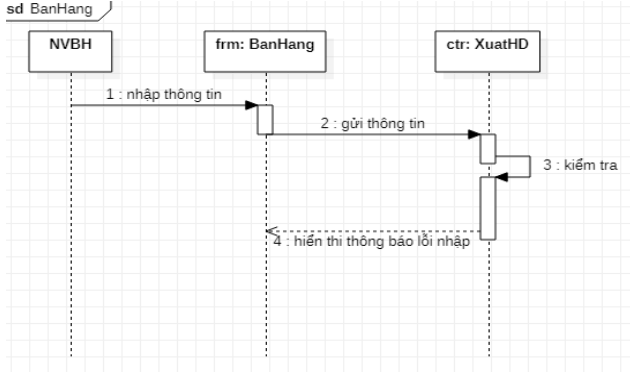 sd BanHang
NVBH
frm: BanHang
ctr: XuatHD
1 : nhập thông tin
2 : gửi thông tin
3 : kiểm tra
4 : hiển thi thông báo lỗi nhập